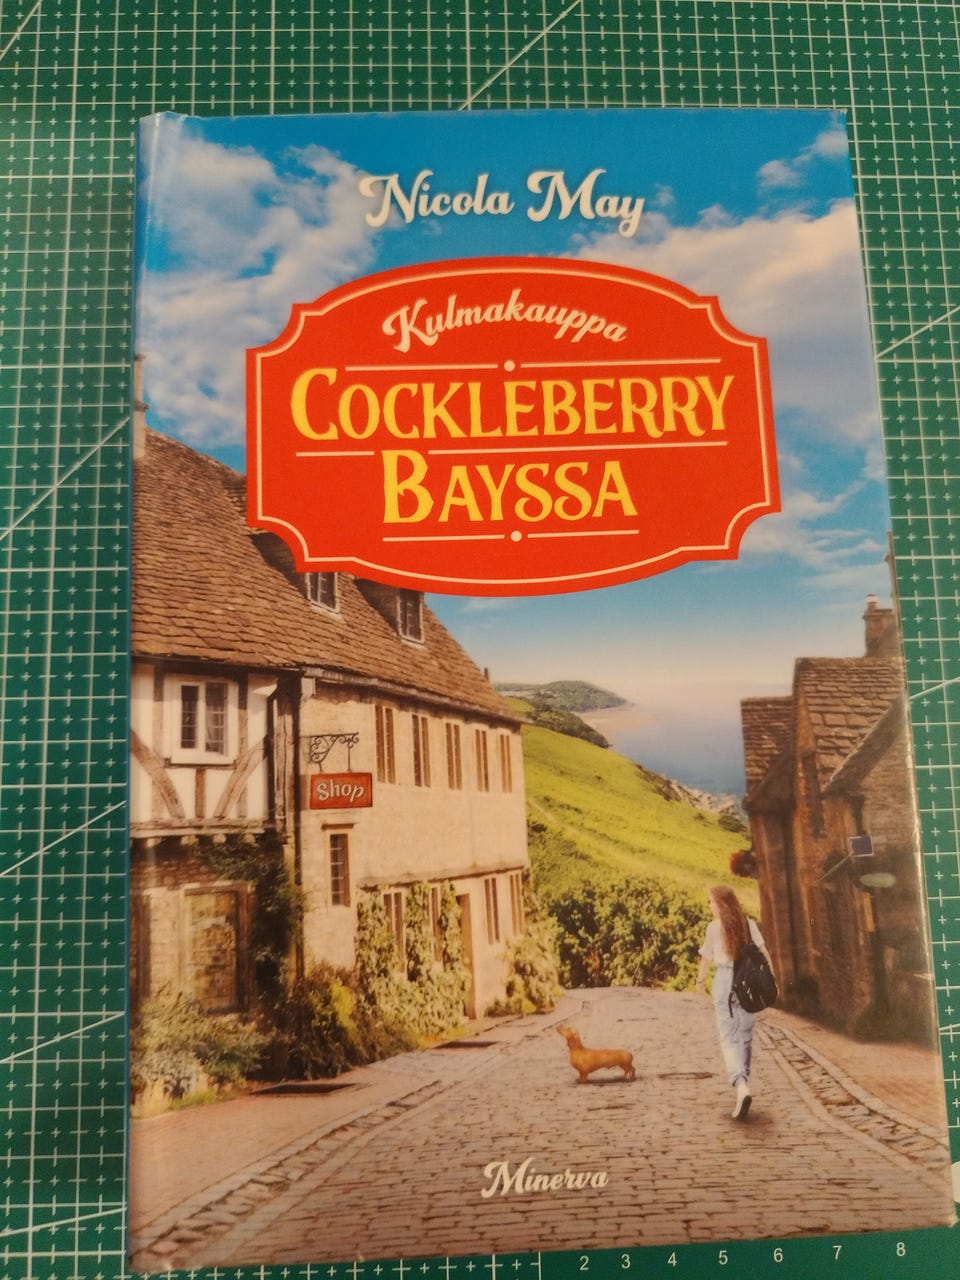 Nicola May
Kulmakauppa
COCKLEBERRY
BAYSSA
Shop
Minerva
2 3 4 5 6 7 8